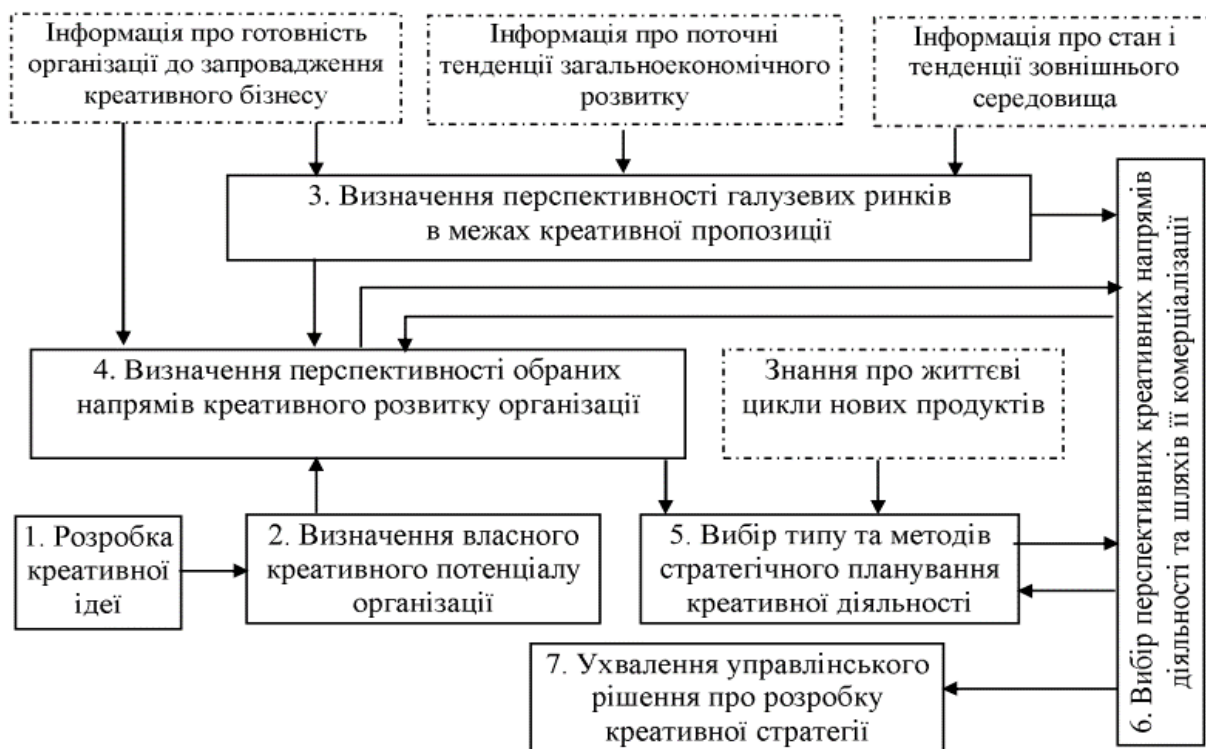 Інформація про готовність
організації до запровадження
креативного бізнесу
Інформація про поточні
тенденції загальноекономічного
розвитку
Інформація про стан і
тенденції зовнішнього
середовища
3. Визначення перспективності галузевих ринків
в межах креативної пропозиції
4. Визначення перспективності обраних
напрямів креативного розвитку організації
Знання про життєві
цикли нових продуктів
1. Розробка
креативної
ідеї
2. Визначення власного
креативного потенціалу
організації
5. Вибір типу та методів
стратегічного планування
креативної діяльності
6. Вибір перспективних креативних напрямів
діяльності та шляхів її комерціалізації
7. Ухвалення управлінського
рішення про розробку
креативної стратегії